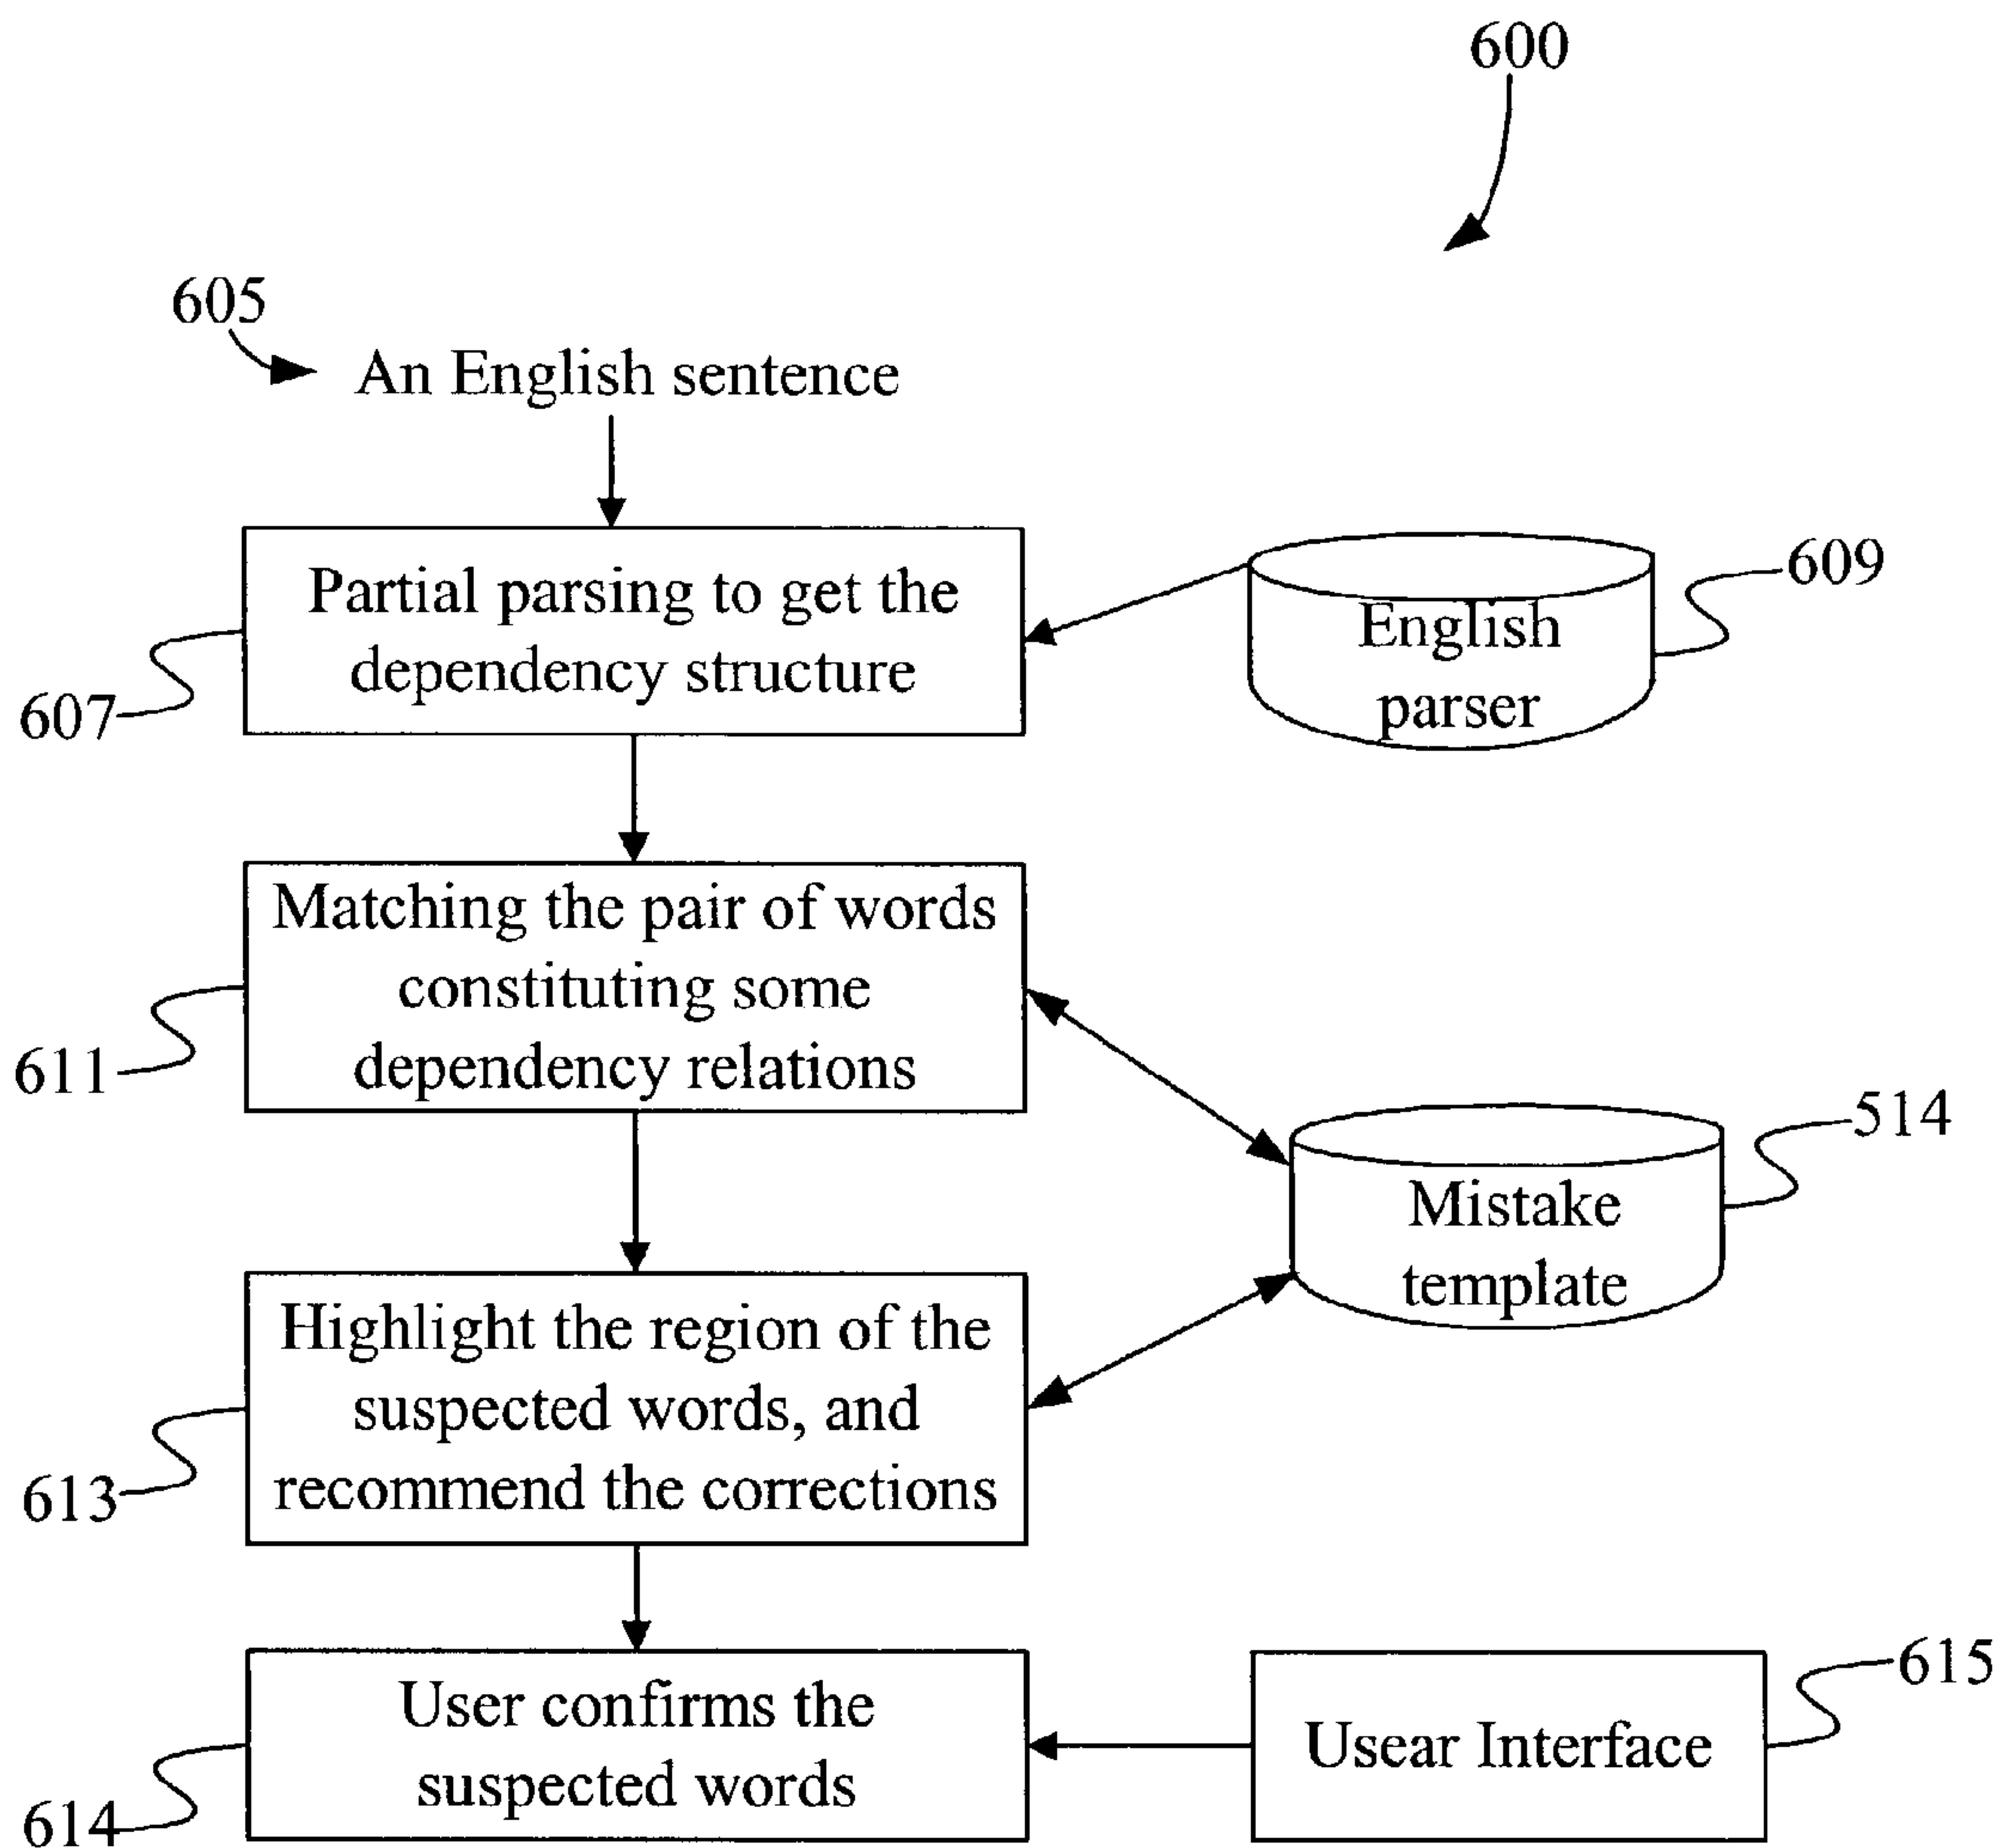 600
605
An English sentence
Partial parsing to get the
dependency structure
607
English
parser
609
Matching the pair of words
constituting some
dependency relations
611
Mistake
template
514
Highlight the region of the
suspected words, and
recommend the corrections
613
User confirms the
suspected words
614
Usear Interface
615